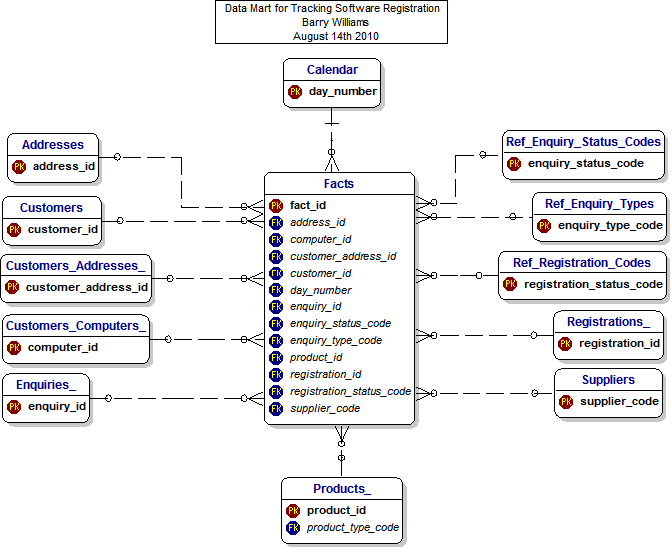 Data Mart for Tracking Software Registration
Barry Williams
August 14th 2010
Calendar
PK day_number
Addresses
PK address_id
Customers
PK customer_id
Customers_Addresses_
PK customer_address_id
Customers_Computers_
PK computer_id
Enquiries_
PK enquiry_id
Facts
PK fact_id
FK address_id
FK computer_id
FK customer_address_id
FK customer_id
FK day_number
FK enquiry_id
FK enquiry_status_code
FK enquiry_type_code
FK product_id
FK registration_id
FK registration_status_code
FK supplier_code
Ref_Enquiry_Status_Codes
PK enquiry_status_code
Ref_Enquiry_Types
PK enquiry_type_code
Ref_Registration_Codes
PK registration_status_code
Registrations_
PK registration_id
Suppliers
PK supplier_code
Products_
PK product_id
FK product_type_code